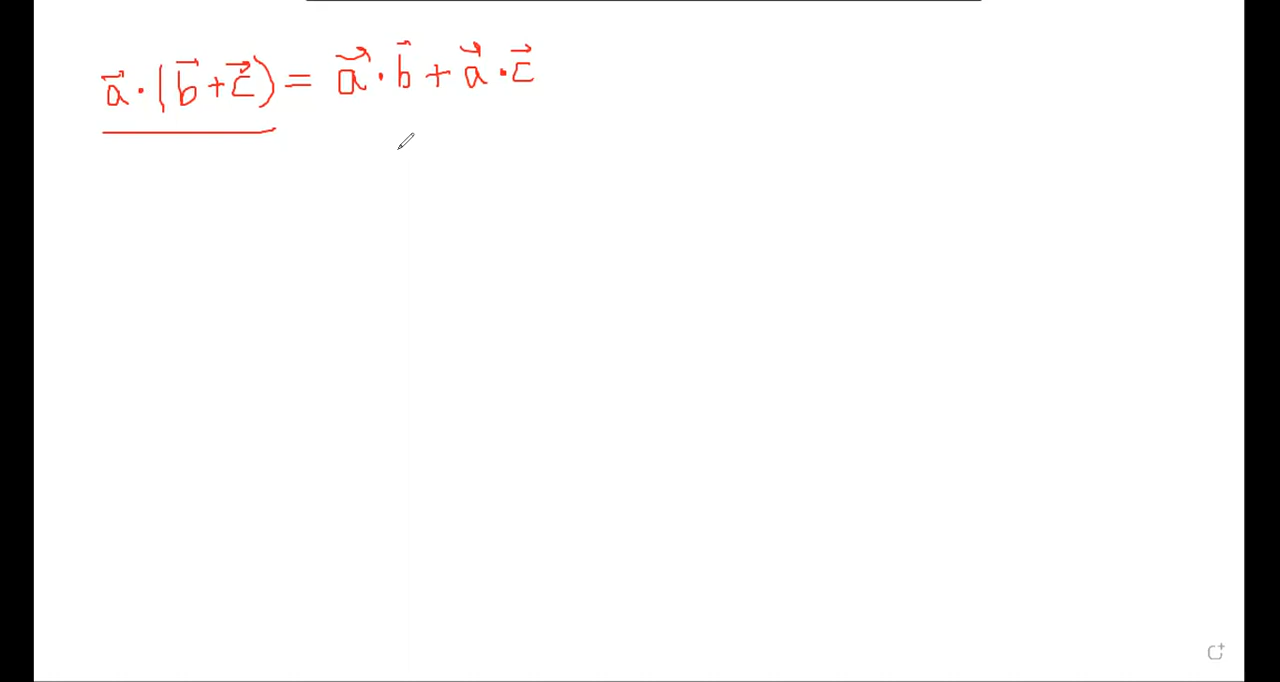 a⃗ · (b⃗ + c⃗) = a⃗ · b⃗ + a⃗ · c⃗